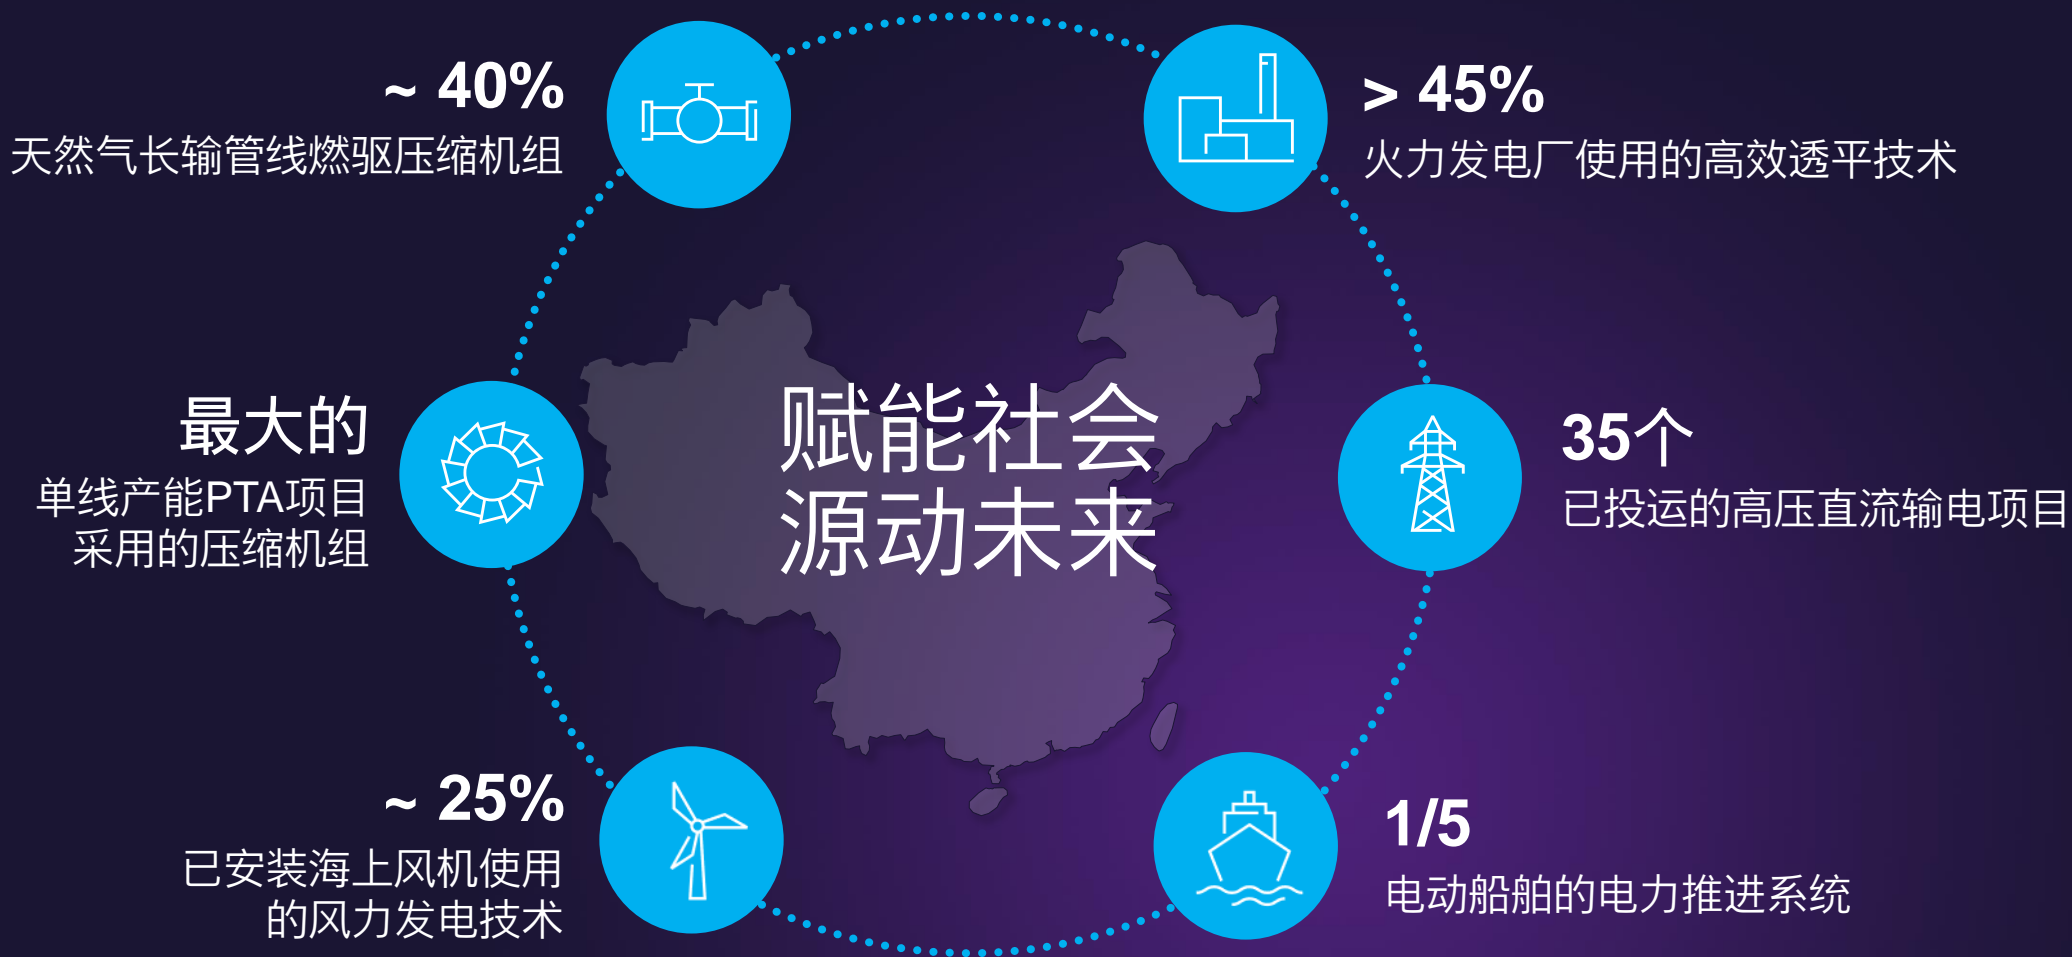 ~ 40%
天然气长输管线燃驱压缩机组
> 45%
火力发电厂使用的高效透平技术
最大的
单线产能PTA项目
采用的压缩机组
赋能社会
源动未来
35个
已投运的高压直流输电项目
~ 25%
已安装海上风机使用
的风力发电技术
1/5
电动船舶的电力推进系统